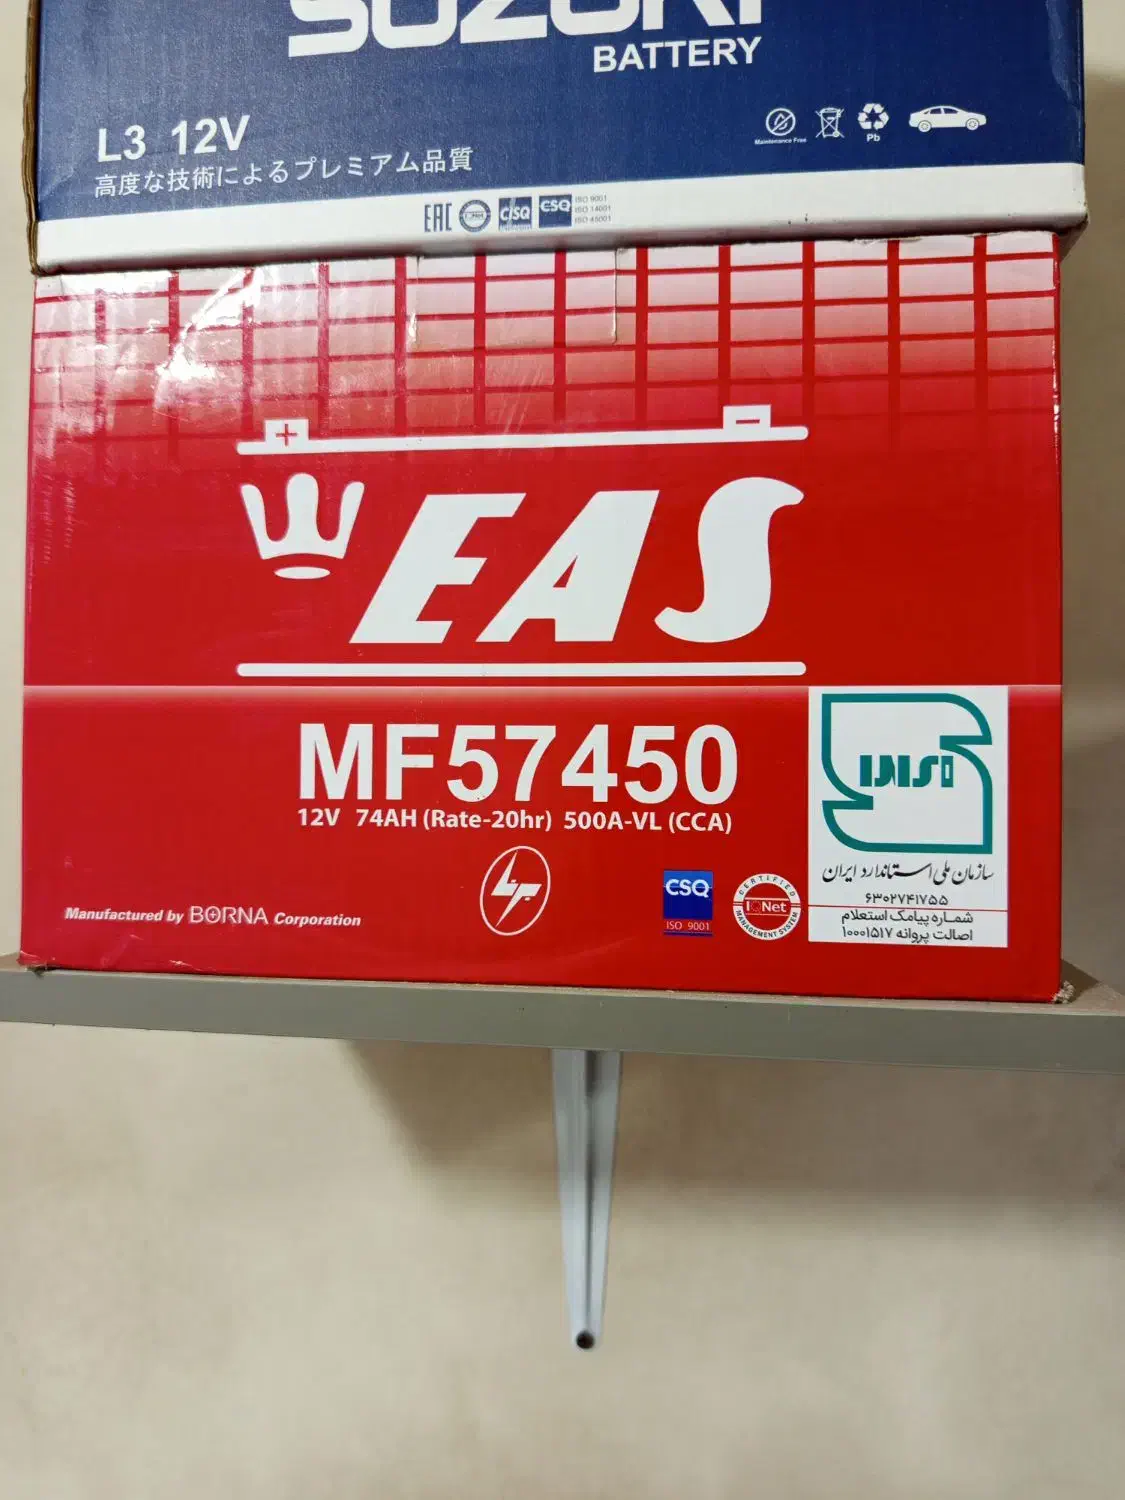 SUZUKI
BATTERY
L3 12V
高度な技術によるプレミアム品質
Maintenance Free
Pb
EAC
CISQ
CSQ
ISO 9001
ISO 14001
ISO 45001
+ -
EAS
MF57450
12V 74AH (Rate-20hr) 500A-VL (CCA)
Manufactured by BORNA Corporation
CSQ
ISO 9001
CERTIFIED
IQNet
MANAGEMENT SYSTEM
سازمان ملی استاندارد ایران
۶۳۰۲۷۴۱۷۵۵
شماره پیامک استعلام
اصالت پروانه ۱۰۰۰۱۵۱۷